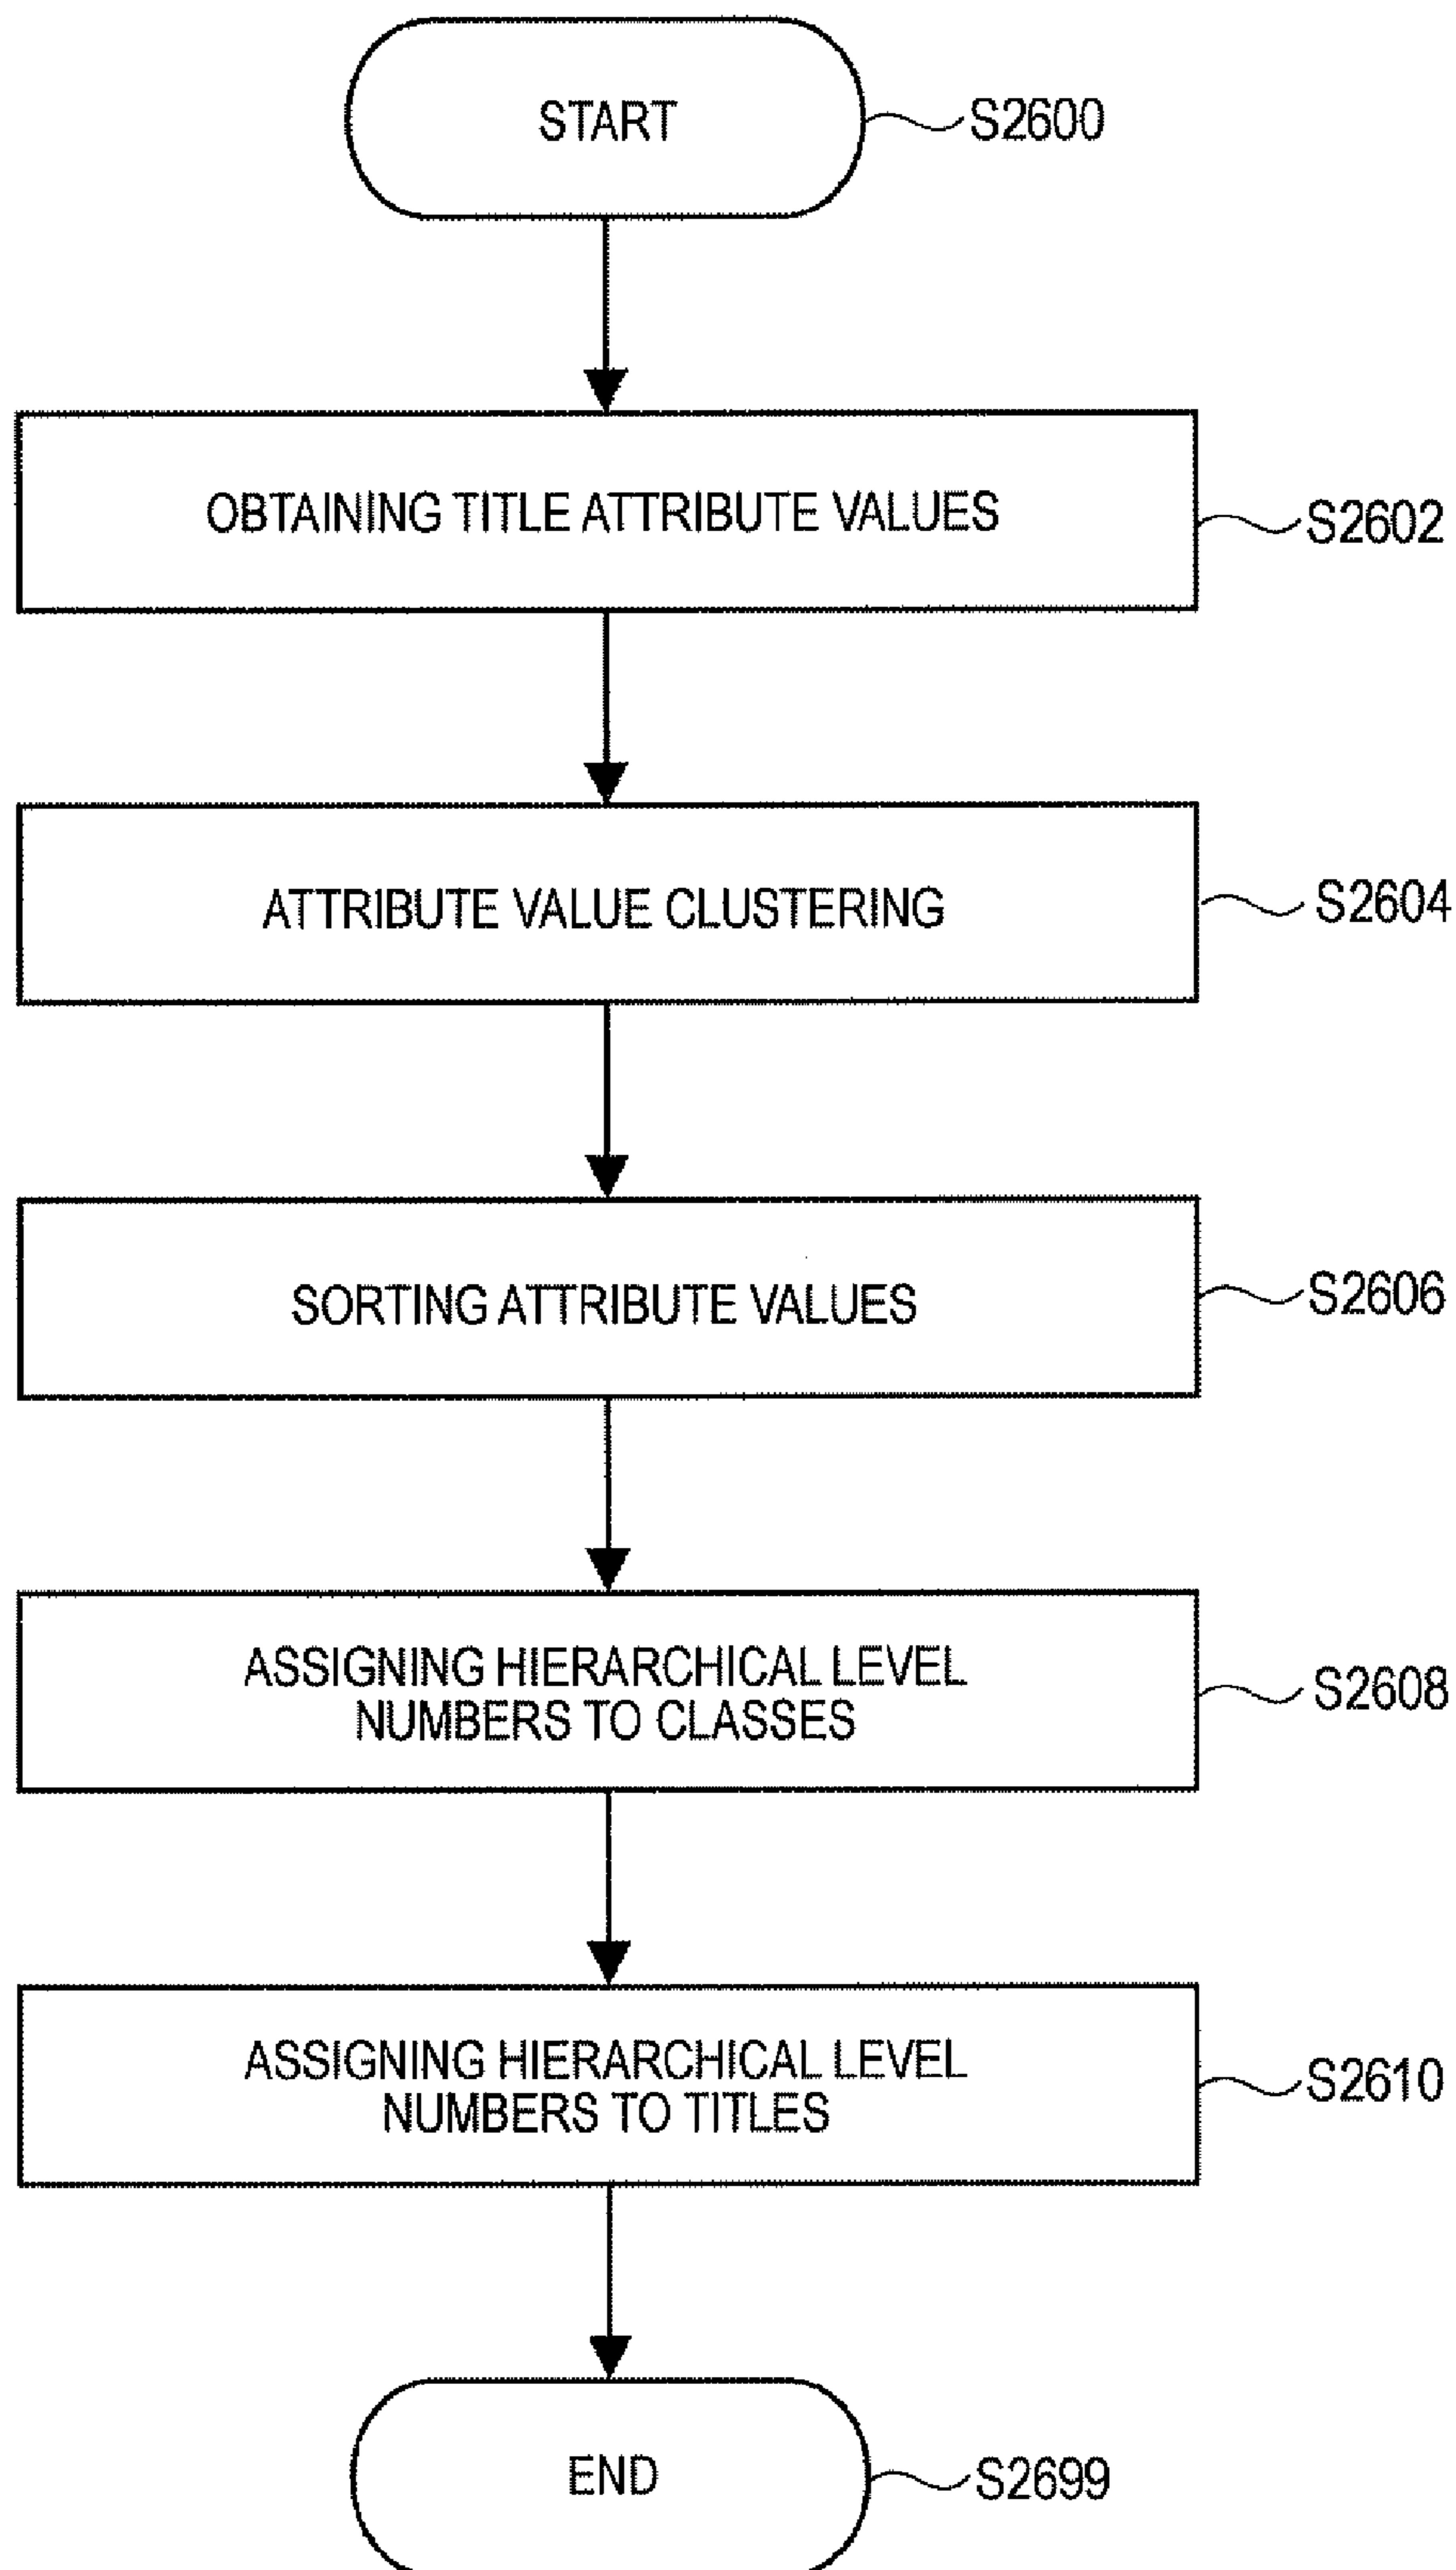 START
S2600
OBTAINING TITLE ATTRIBUTE VALUES
S2602
ATTRIBUTE VALUE CLUSTERING
S2604
SORTING ATTRIBUTE VALUES
S2606
ASSIGNING HIERARCHICAL LEVEL
NUMBERS TO CLASSES
S2608
ASSIGNING HIERARCHICAL LEVEL
NUMBERS TO TITLES
S2610
END
S2699